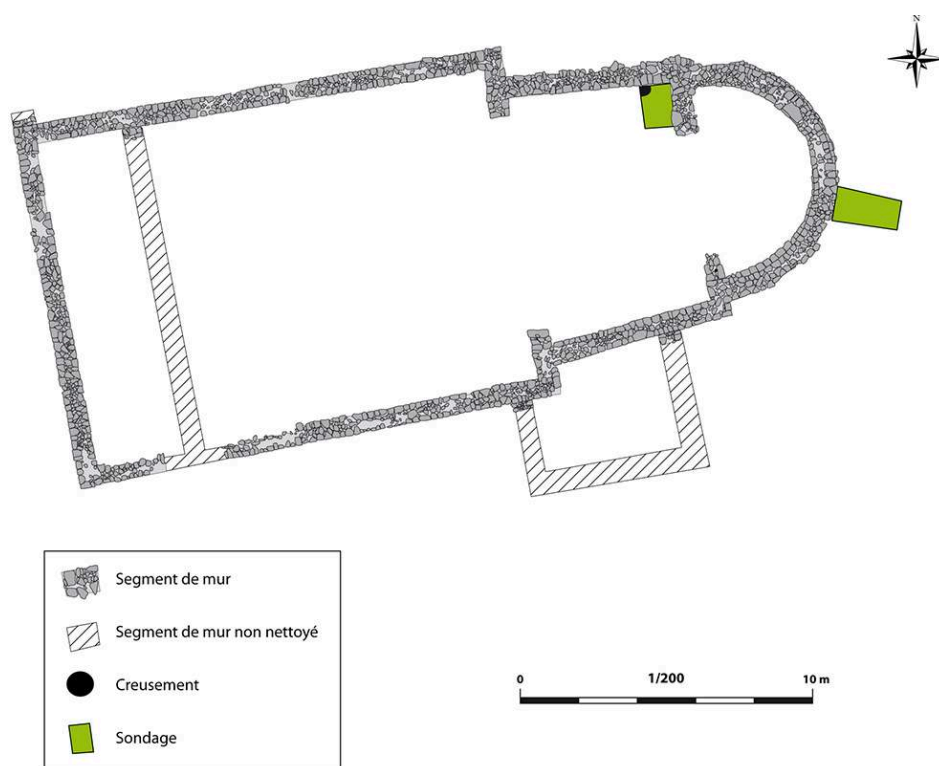 N
Segment de mur
Segment de mur non nettoyé
Creusement
Sondage
0 1/200 10 m